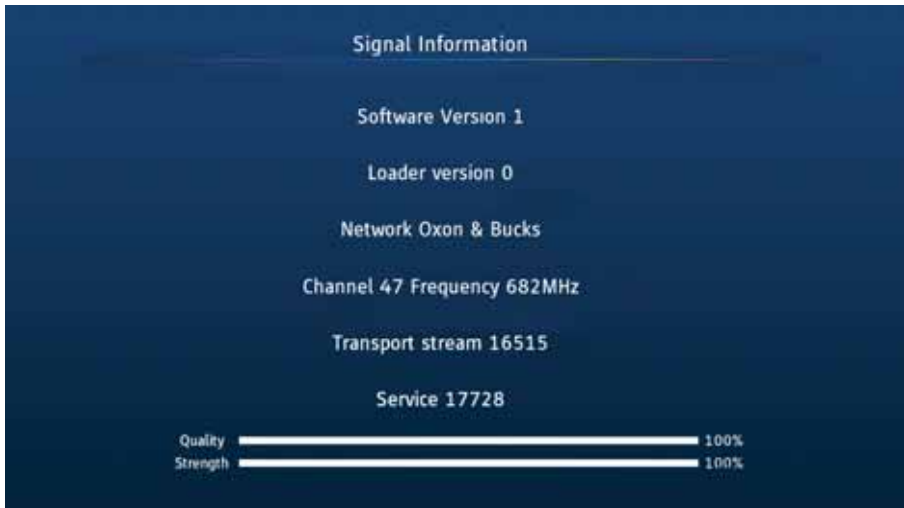 Signal Information
Software Version 1
Loader version 0
Network Oxon & Bucks
Channel 47 Frequency 682MHz
Transport stream 16515
Service 17728
Quality 100%
Strength 100%